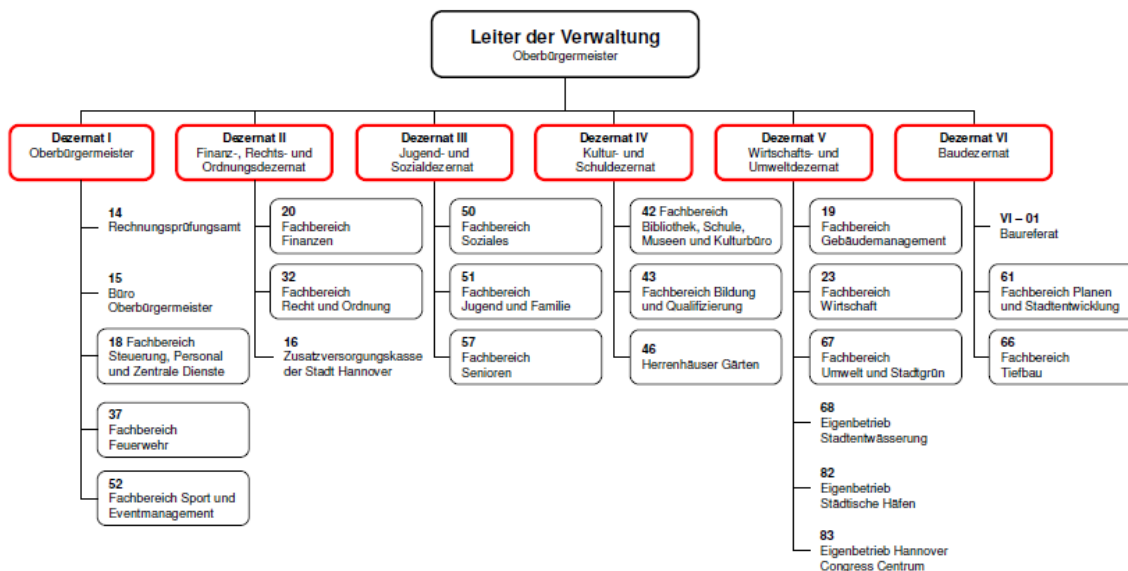 Leiter der Verwaltung
Oberbürgermeister
Dezernat I
Oberbürgermeister
14
Rechnungsprüfungsamt
15
Büro
Oberbürgermeister
18 Fachbereich
Steuerung, Personal
und Zentrale Dienste
37
Fachbereich
Feuerwehr
52
Fachbereich Sport und
Eventmanagement
Dezernat II
Finanz-, Rechts- und
Ordnungsdezernat
20
Fachbereich
Finanzen
32
Fachbereich
Recht und Ordnung
16
Zusatzversorgungskasse
der Stadt Hannover
Dezernat III
Jugend- und
Sozialdezernat
50
Fachbereich
Soziales
51
Fachbereich
Jugend und Familie
57
Fachbereich
Senioren
Dezernat IV
Kultur- und
Schuldezernat
42 Fachbereich
Bibliothek, Schule,
Museen und Kulturbüro
43
Fachbereich Bildung
und Qualifizierung
46
Herrenhäuser Gärten
Dezernat V
Wirtschafts- und
Umweltdezernat
19
Fachbereich
Gebäudemanagement
23
Fachbereich
Wirtschaft
67
Fachbereich
Umwelt und Stadtgrün
68
Eigenbetrieb
Stadtentwässerung
82
Eigenbetrieb
Städtische Häfen
83
Eigenbetrieb Hannover
Congress Centrum
Dezernat VI
Baudezernat
VI – 01
Baureferat
61
Fachbereich Planen
und Stadtentwicklung
66
Fachbereich
Tiefbau